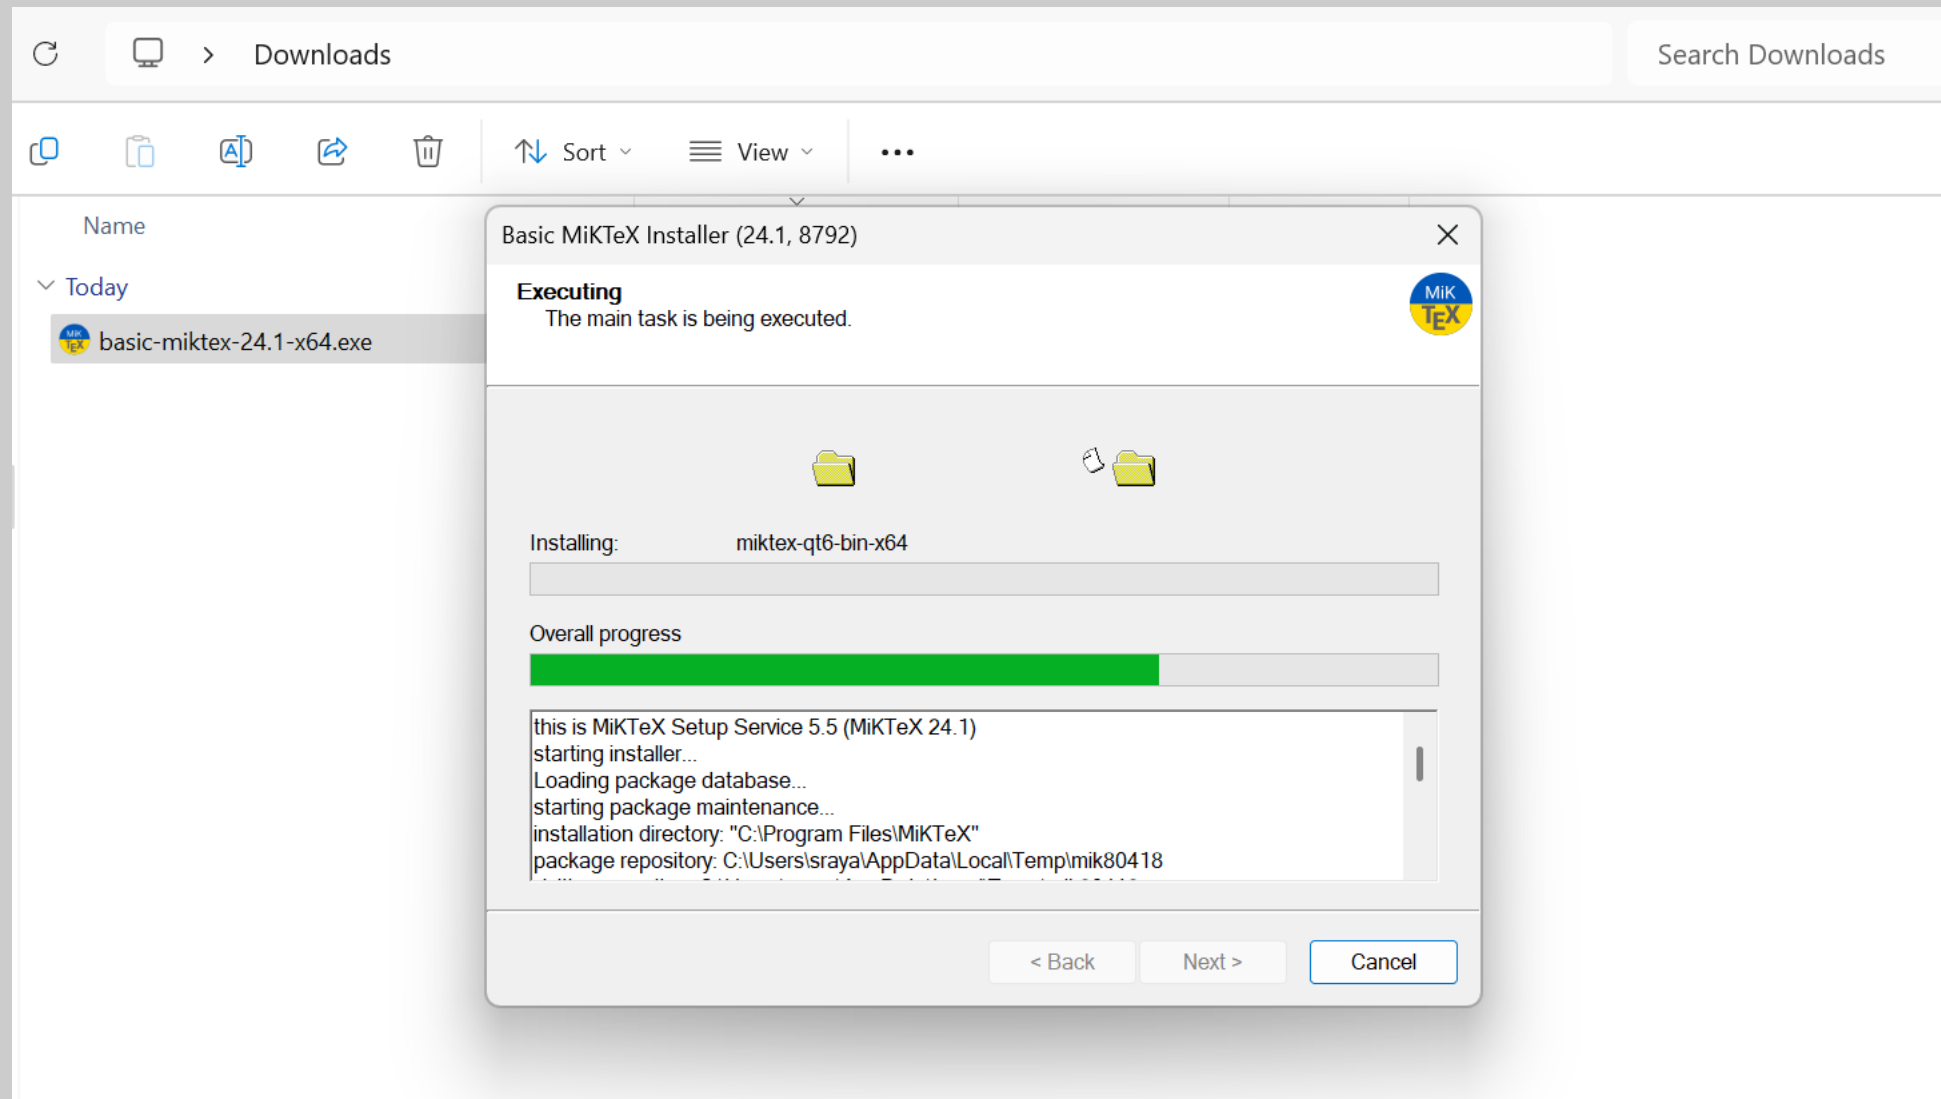 Downloads
Search Downloads
Sort
View
Name
Today
basic-miktex-24.1-x64.exe
Basic MiKTeX Installer (24.1, 8792)
Executing
The main task is being executed.
MiK
TEX
Installing: miktex-qt6-bin-x64
Overall progress
this is MiKTeX Setup Service 5.5 (MiKTeX 24.1)
starting installer...
Loading package database...
starting package maintenance...
installation directory: "C:\Program Files\MiKTeX"
package repository: C:\Users\sraya\AppData\Local\Temp\mik80418
< Back
Next >
Cancel